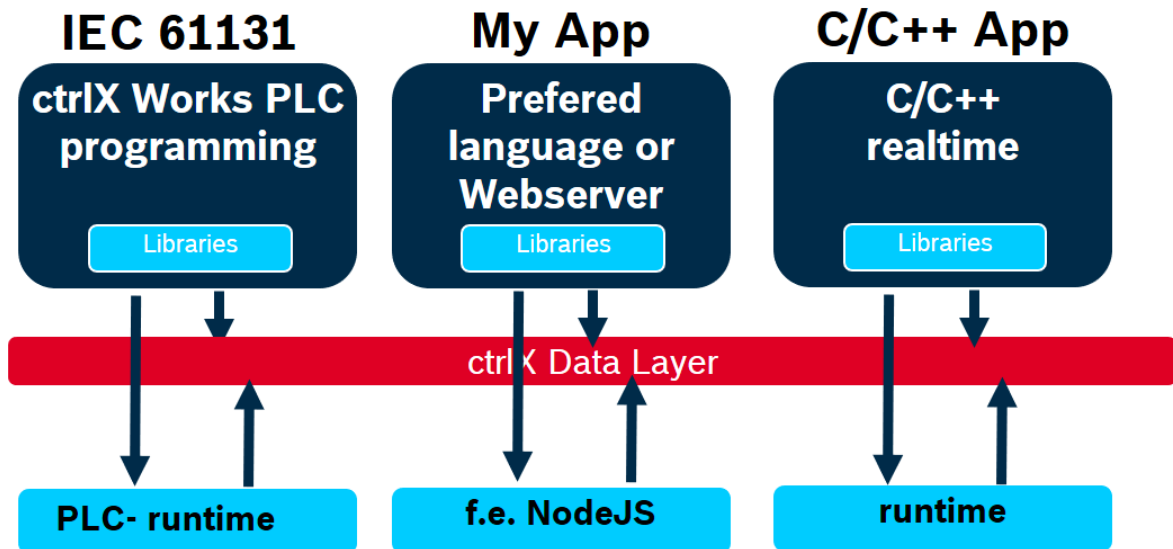 IEC 61131
My App
C/C++ App
ctrlX Works PLC
programming
Libraries
Prefered
language or
Webserver
Libraries
C/C++
realtime
Libraries
ctrlX Data Layer
PLC- runtime
f.e. NodeJS
runtime